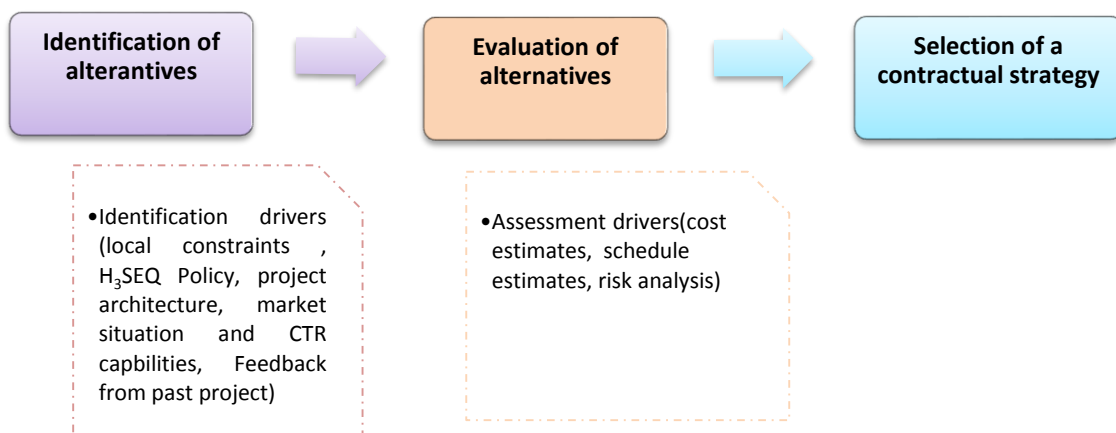 Identification of
alterantives
Evaluation of
alternatives
Selection of a
contractual strategy
•Identification drivers
(local constraints ,
H₃SEQ Policy, project
architecture, market
situation and CTR
capbilities, Feedback
from past project)
•Assessment drivers(cost
estimates, schedule
estimates, risk analysis)